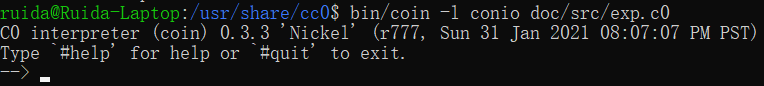 ruida@Ruida-Laptop:/usr/share/cc0$ bin/coin -l conio doc/src/exp.c0
C0 interpreter (coin) 0.3.3 'Nickel' (r777, Sun 31 Jan 2021 08:07:07 PM PST)
Type `#help' for help or `#quit' to exit.
-->